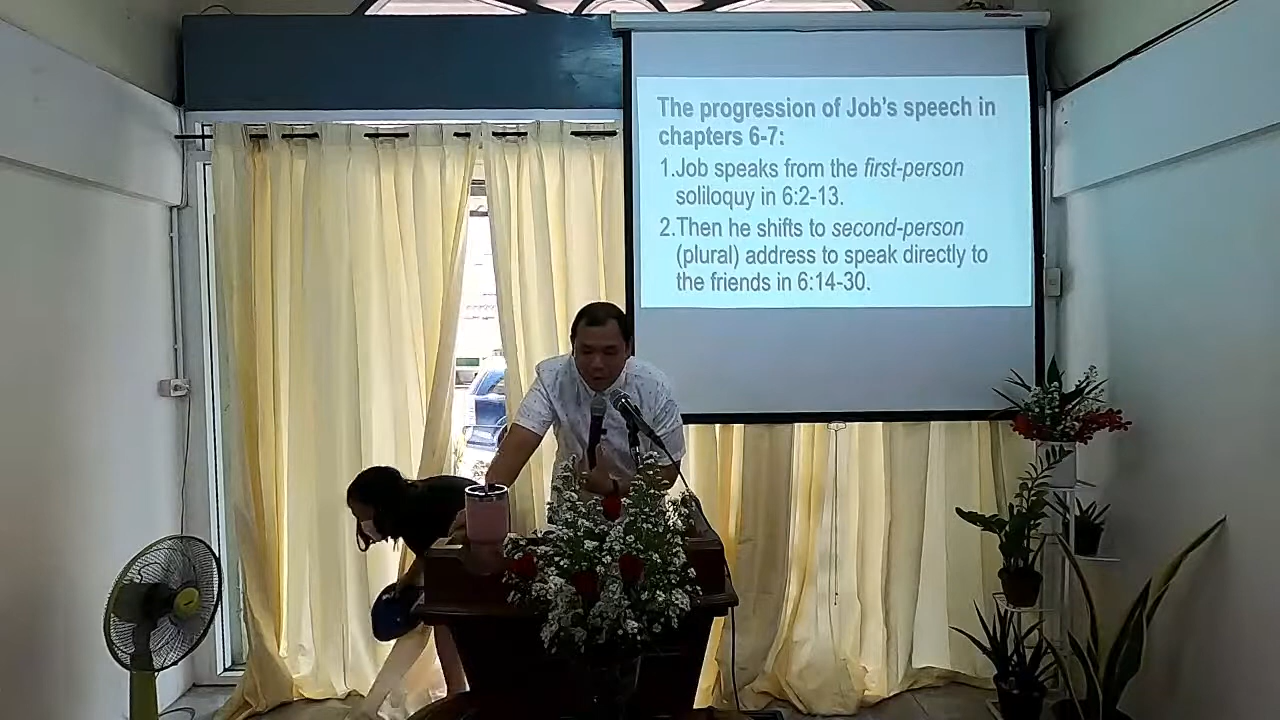 The progression of Job's speech in
chapters 6-7:
1.Job speaks from the first-person
soliloquy in 6:2-13.
2.Then he shifts to second-person
(plural) address to speak directly to
the friends in 6:14-30.